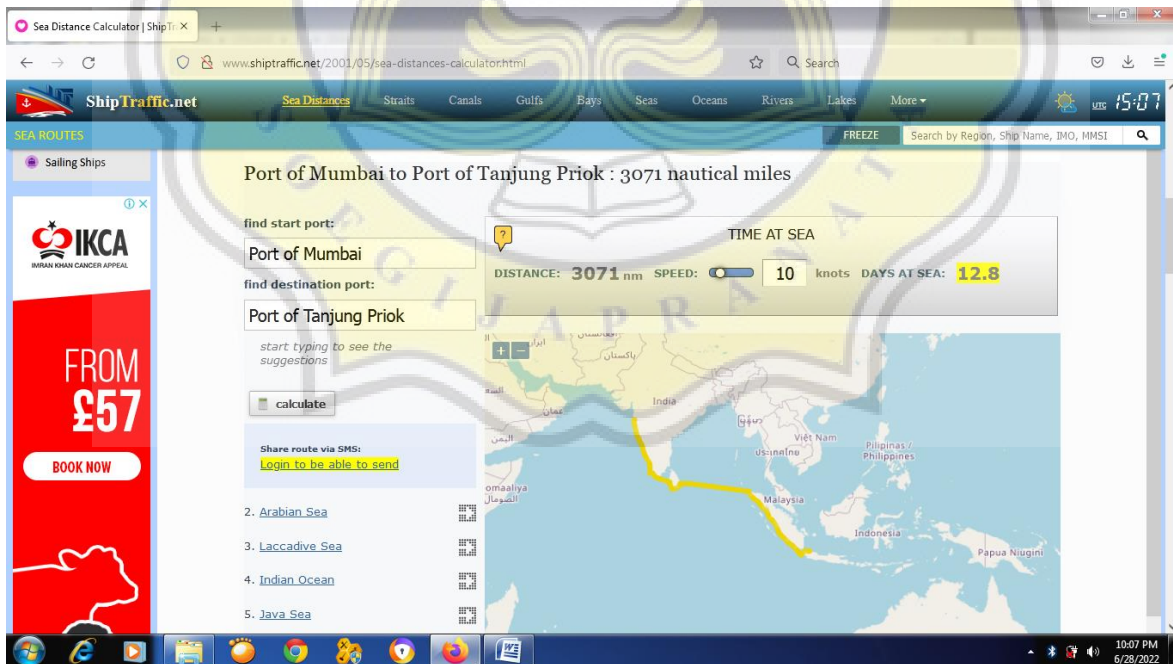 Sea Distance Calculator | ShipTr
www.shiptraffic.net/2001/05/sea-distances-calculator.html
Search
ShipTraffic.net
Sea Distances Straits Canals Gulfs Bays Seas Oceans Rivers Lakes More
UTC 15:07
SEA ROUTES
FREEZE
Search by Region, Ship Name, IMO, MMSI
Sailing Ships
IKCA
IMRAN KHAN CANCER APPEAL
FROM
£57
BOOK NOW
Port of Mumbai to Port of Tanjung Priok : 3071 nautical miles
find start port:
Port of Mumbai
find destination port:
Port of Tanjung Priok
start typing to see the
suggestions
calculate
Share route via SMS:
Login to be able to send
2. Arabian Sea
3. Laccadive Sea
4. Indian Ocean
5. Java Sea
?
TIME AT SEA
DISTANCE: 3071 nm SPEED: 10 knots DAYS AT SEA: 12.8
+ −
ایران
پاکستان
عمان
اليمن
India
Việt Nam
Pilipinas /
Philippines
omaaliya
الصومال
Malaysia
Indonesia
Papua Niugini
SOEGIJAPRANATA
10:07 PM
6/28/2022